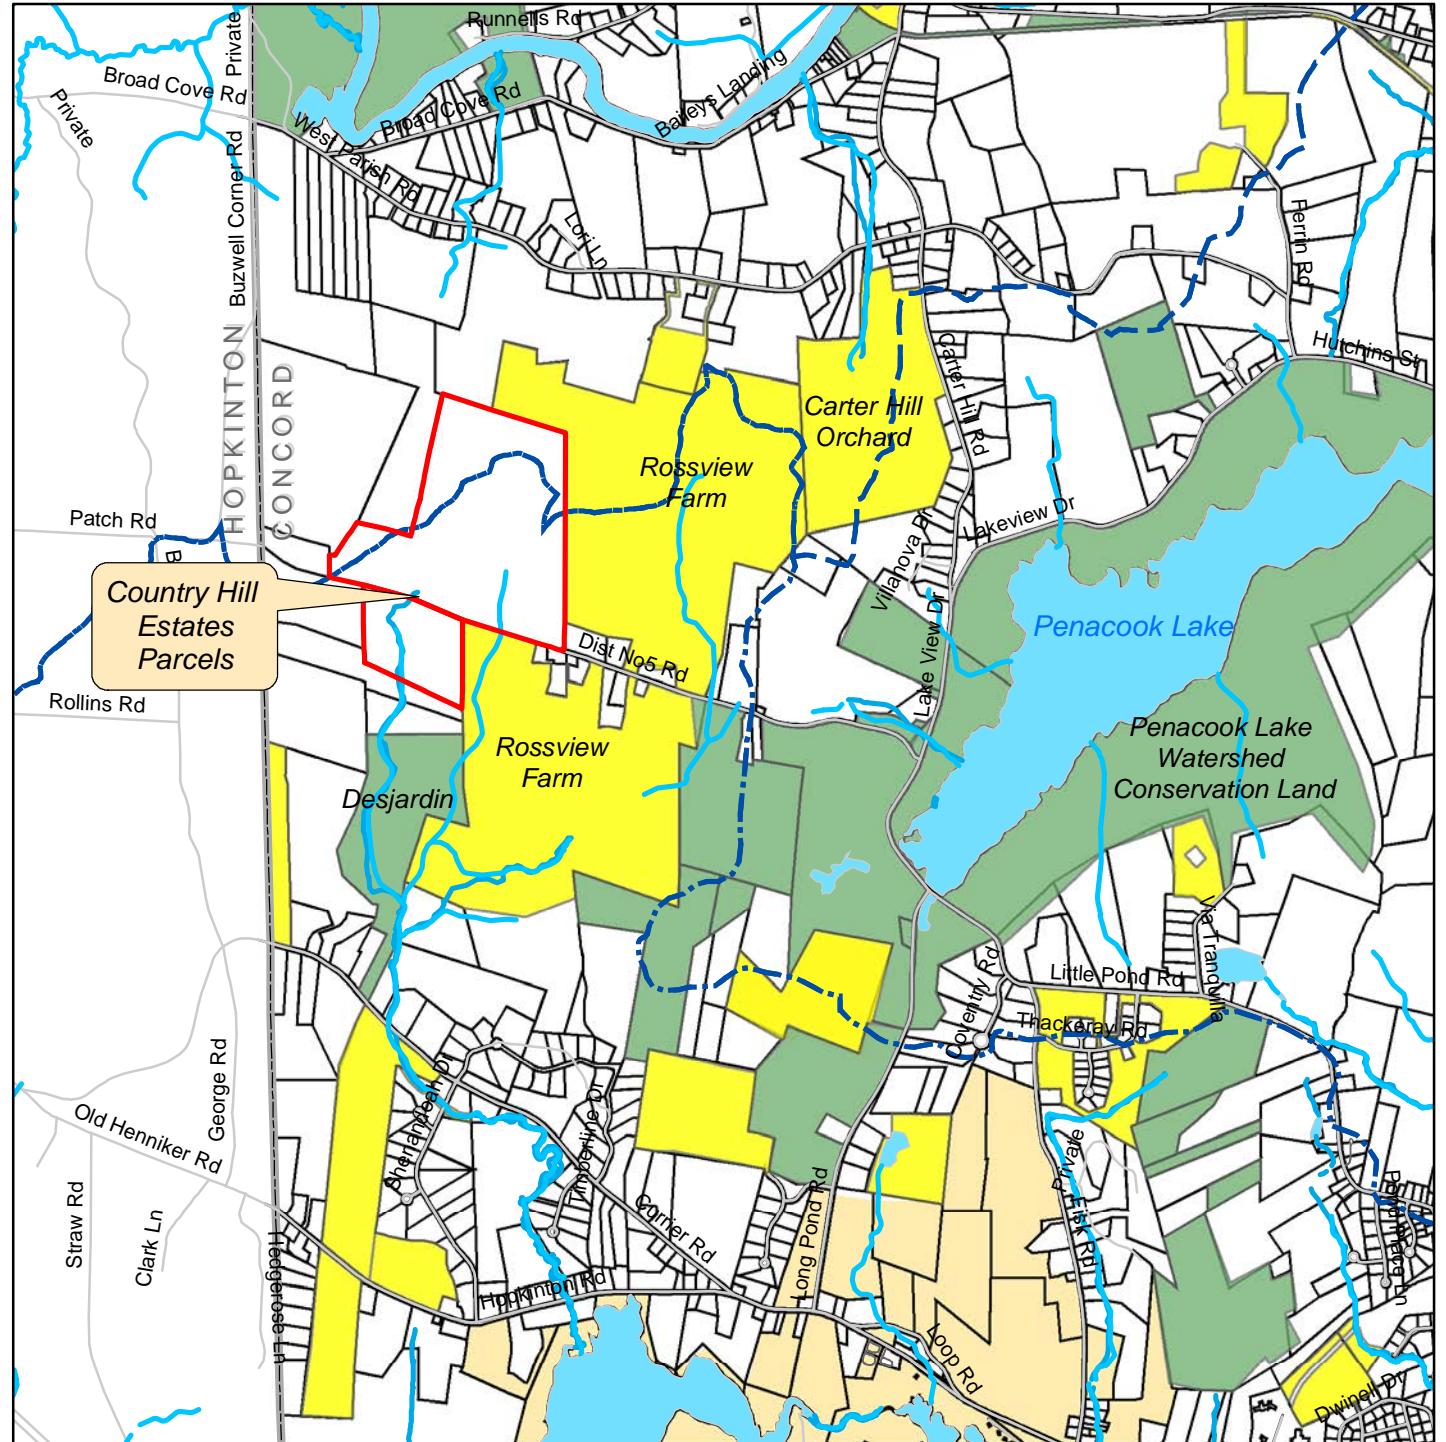 Runnells Rd
Private
Broad Cove Rd
Private
Broad Cove Rd
Baileys Landing
West Parish Rd
Buzwell Corner Rd
Lori Ln
Ferrin Rd
HOPKINTON
CONCORD
Hutchins St
Carter Hill Rd
Carter Hill
Orchard
Rossview
Farm
Patch Rd
B
Lakeview Dr
Villanova Dr
Country Hill
Estates
Parcels
Penacook Lake
Dist No5 Rd
Lake View Dr
Rollins Rd
Rossview
Farm
Penacook Lake
Watershed
Conservation Land
Desjardin
Via Tranquilla
Coventry Rd
Little Pond Rd
Thackeray Rd
George Rd
Shenandoah Dr
Timberline Dr
Old Henniker Rd
Private
Straw Rd
Clark Ln
Hedgerose Ln
Currier Rd
Long Pond Rd
Fisk Rd
Pond Place Ln
Hopkinton Rd
Loop Rd
Dwinell Dr